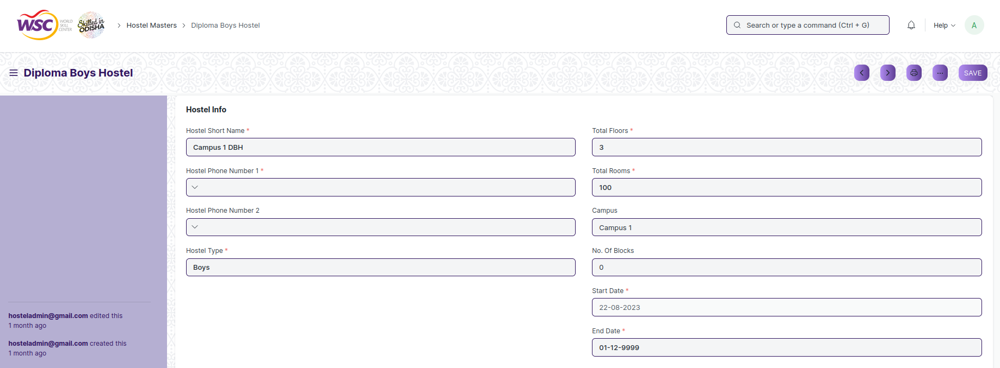 WSC WORLD SKILL CENTER
Skilled in ODISHA
Hostel Masters
Diploma Boys Hostel
Search or type a command (Ctrl + G)
Help
A
Diploma Boys Hostel
SAVE
Hostel Info
Hostel Short Name *
Campus 1 DBH
Hostel Phone Number 1 *
Hostel Phone Number 2
Hostel Type *
Boys
Total Floors *
3
Total Rooms *
100
Campus
Campus 1
No. Of Blocks
0
Start Date *
22-08-2023
End Date *
01-12-9999
hosteladmin@gmail.com edited this
1 month ago
hosteladmin@gmail.com created this
1 month ago